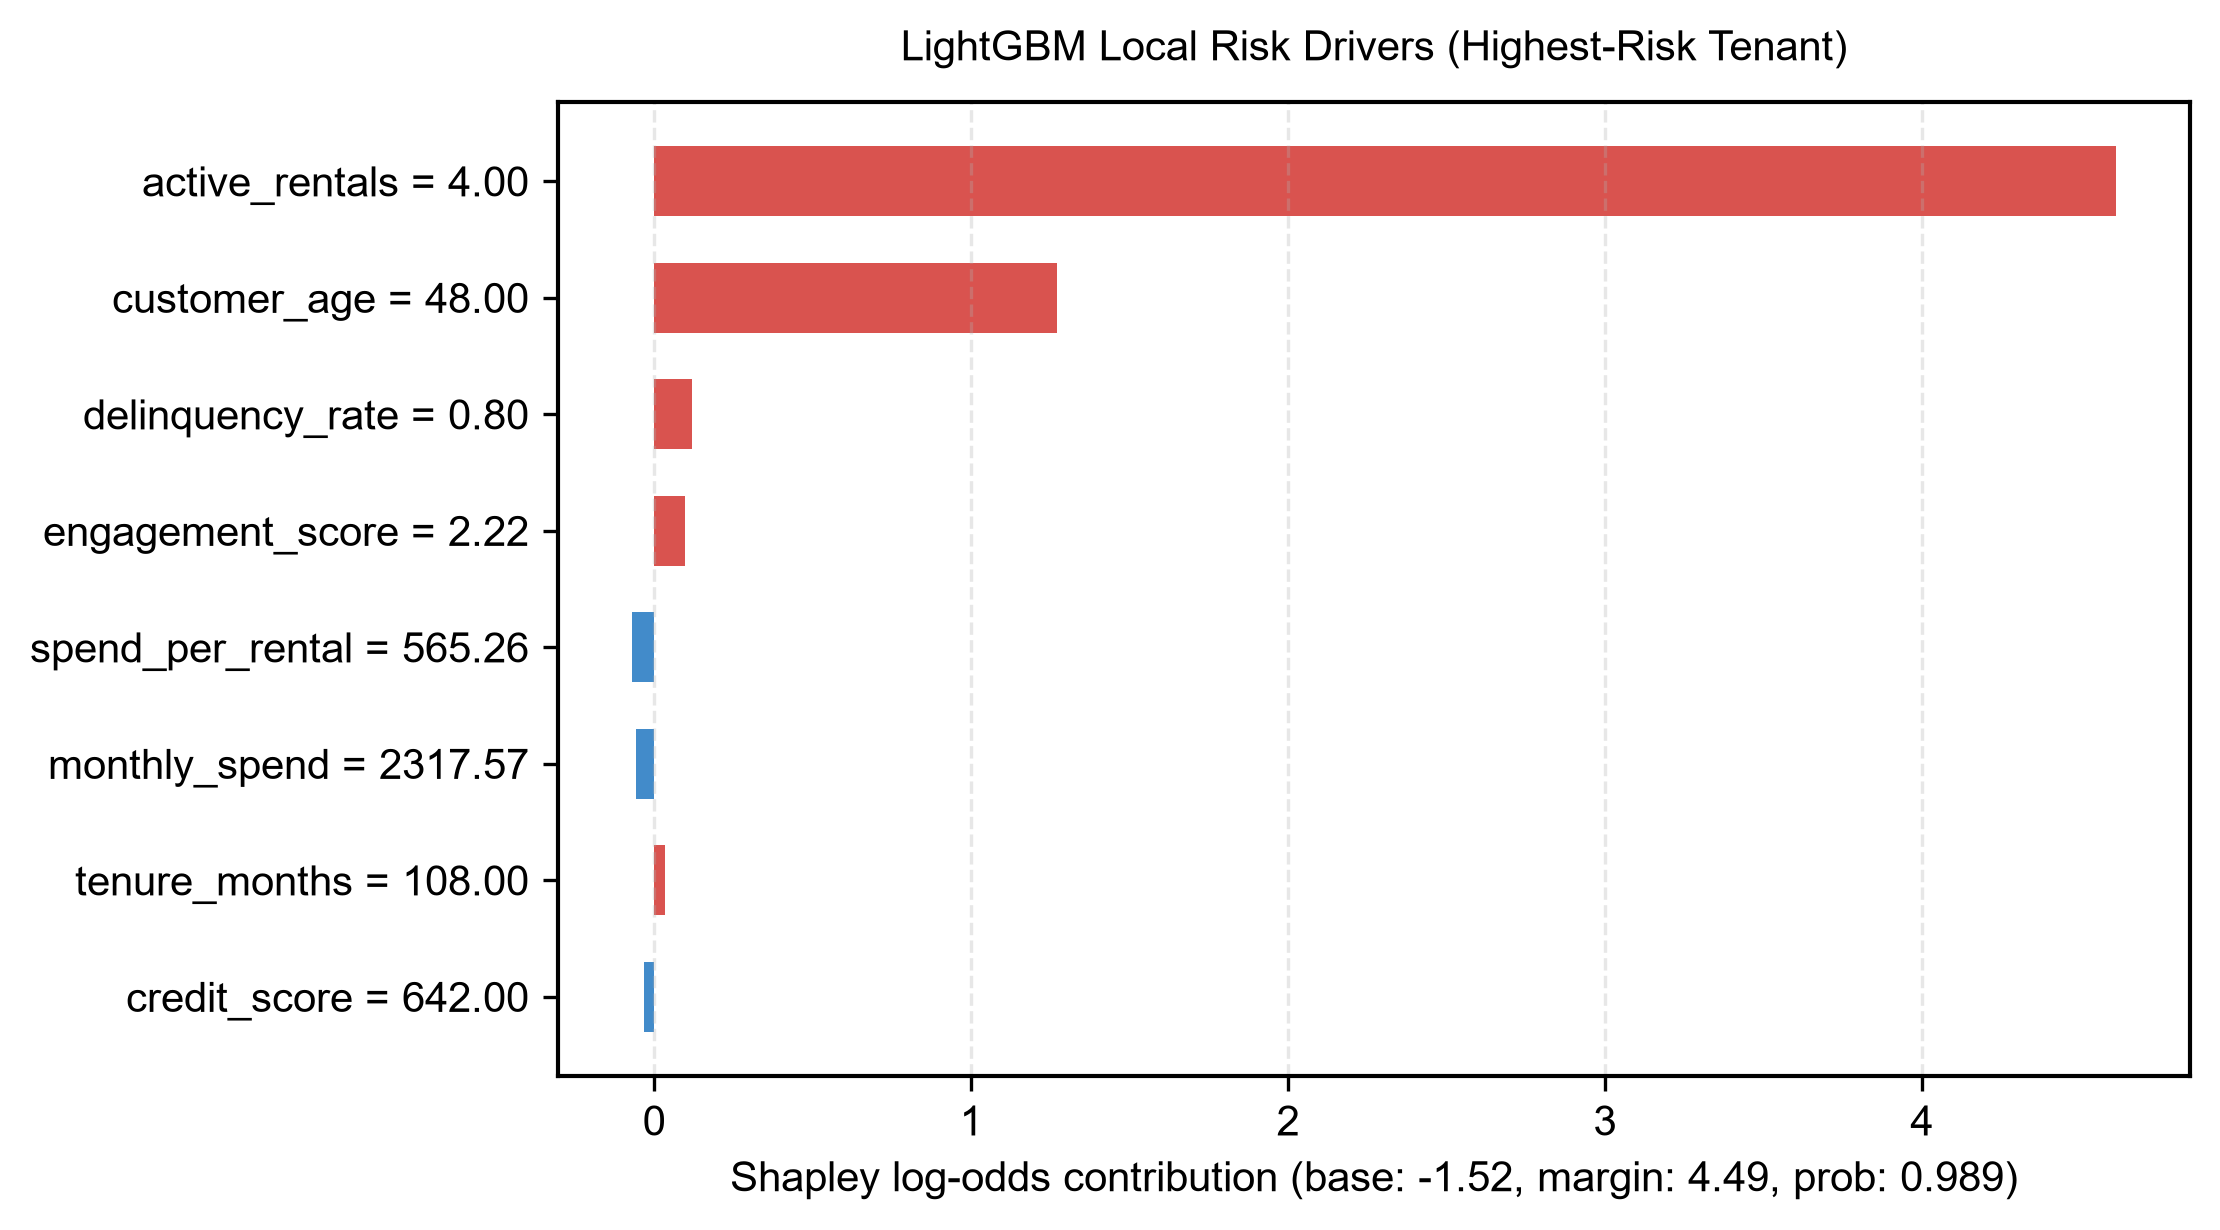 LightGBM Local Risk Drivers (Highest-Risk Tenant)
active_rentals = 4.00
customer_age = 48.00
delinquency_rate = 0.80
engagement_score = 2.22
spend_per_rental = 565.26
monthly_spend = 2317.57
tenure_months = 108.00
credit_score = 642.00
0 1 2 3 4
Shapley log-odds contribution (base: -1.52, margin: 4.49, prob: 0.989)